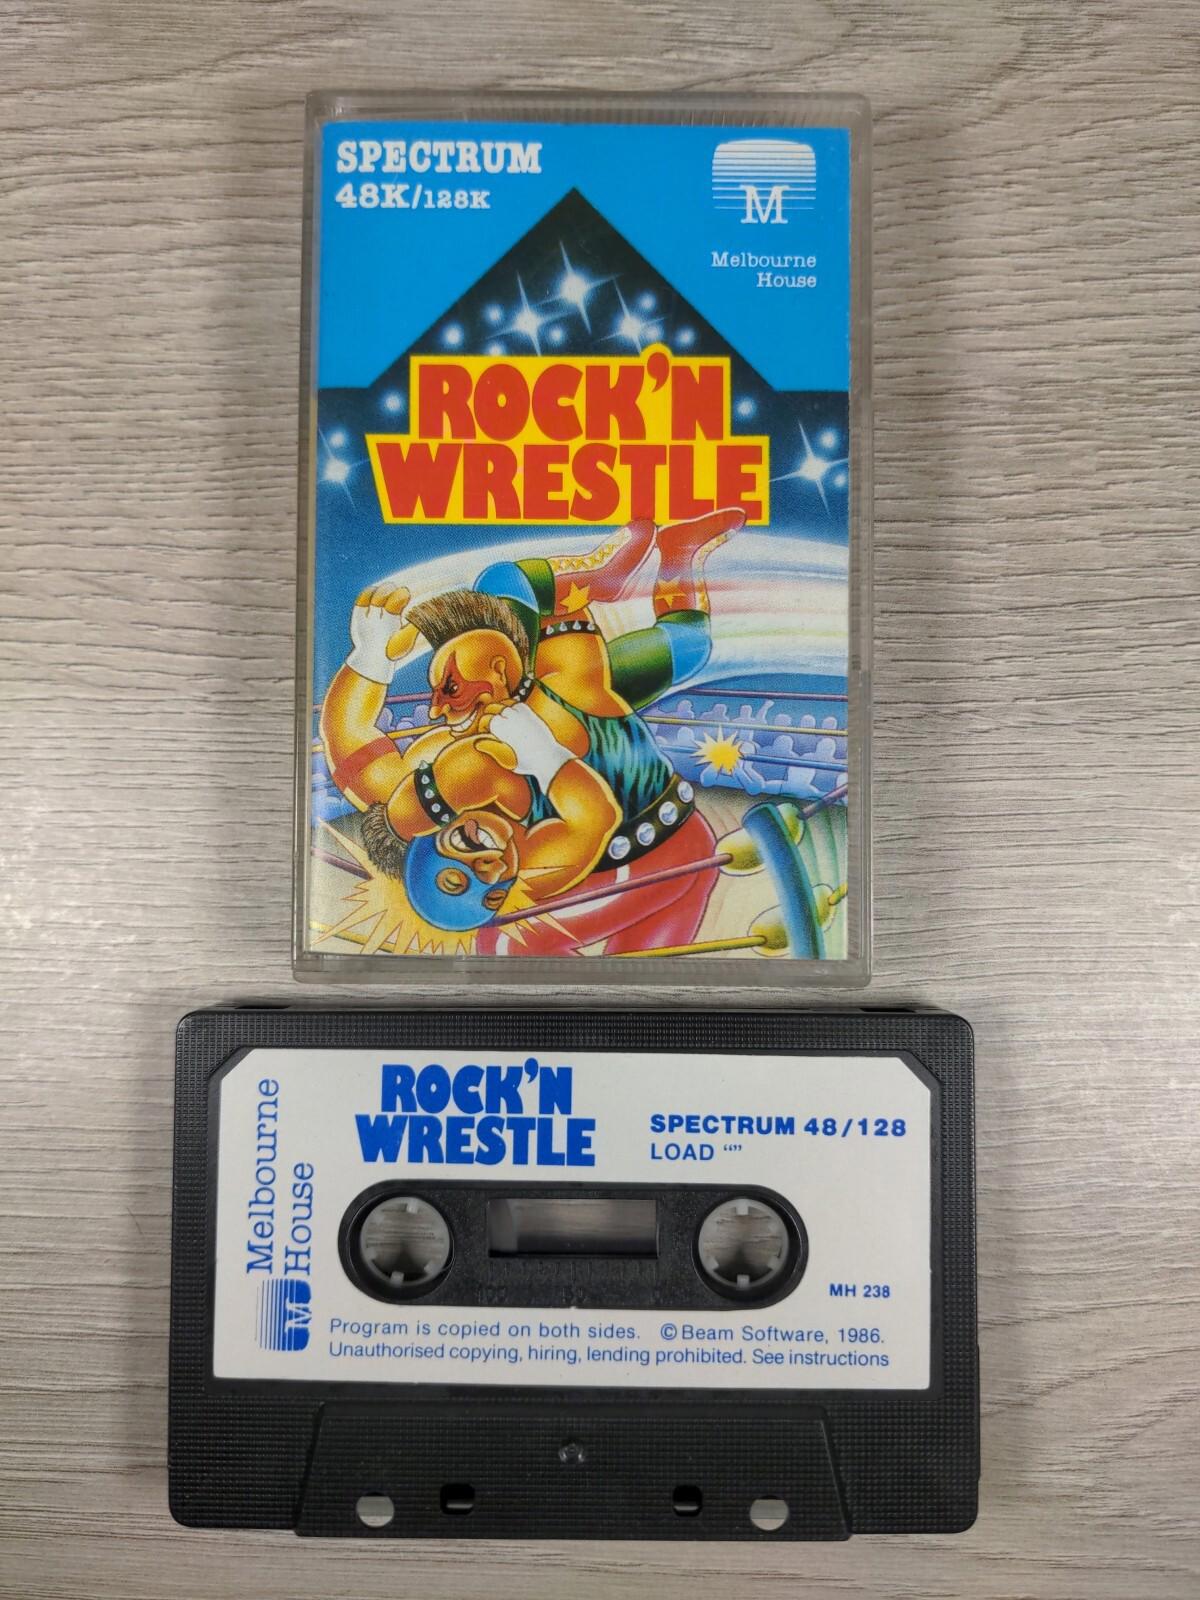 SPECTRUM
48K/128K
M
Melbourne
House
ROCK'N
WRESTLE
ROCK'N
WRESTLE
SPECTRUM 48/128
LOAD “”
Melbourne
House
M
MH 238
Program is copied on both sides. © Beam Software, 1986.
Unauthorised copying, hiring, lending prohibited. See instructions